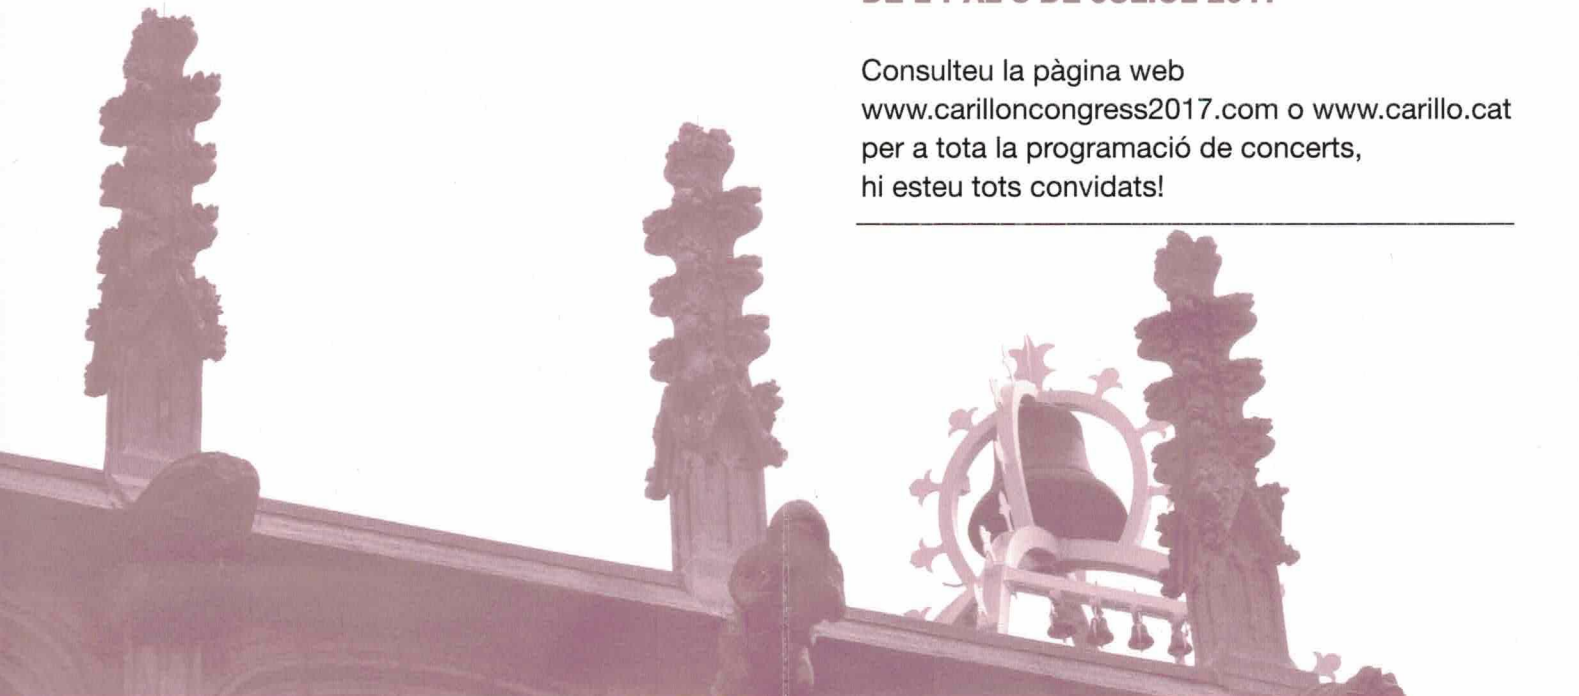 Consulteu la pàgina web
www.carilloncongress2017.com o www.carillo.cat
per a tota la programació de concerts,
hi esteu tots convidats!